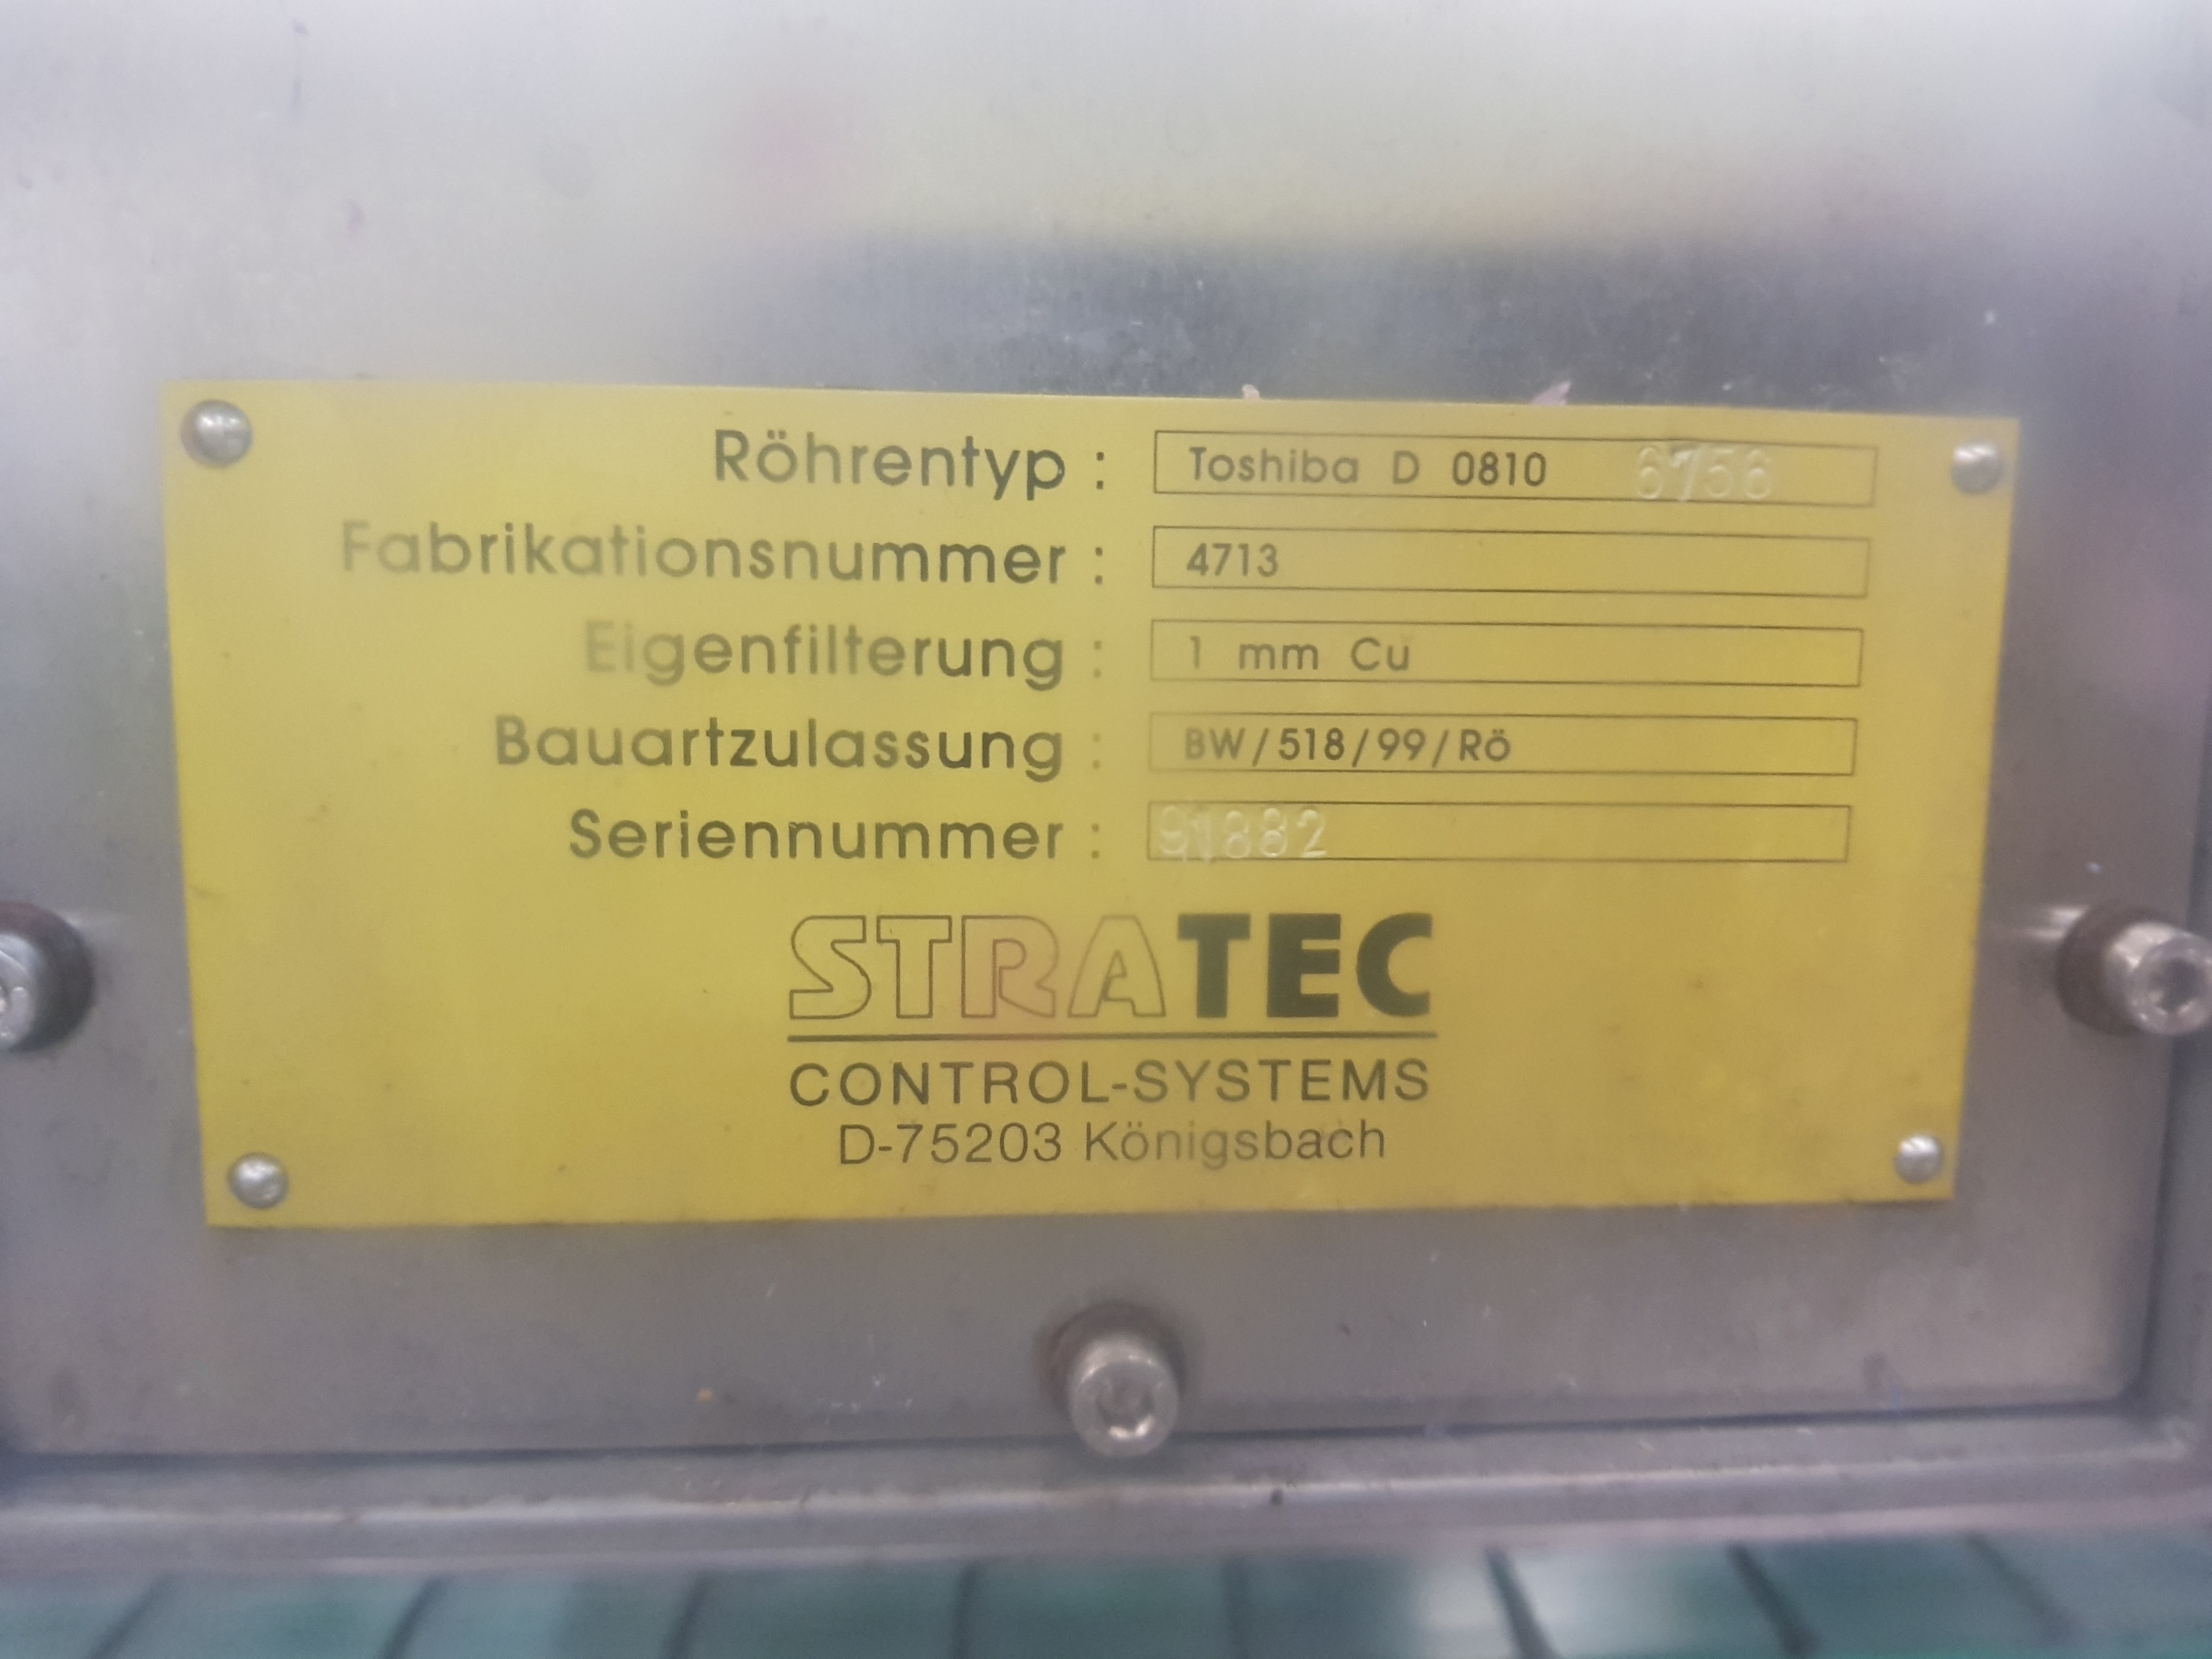 Röhrentyp : Toshiba D 0810 6756
Fabrikationsnummer : 4713
Eigenfilterung : 1 mm Cu
Bauartzulassung : BW/518/99/Rö
Seriennummer : 91882
STRATEC
CONTROL-SYSTEMS
D-75203 Königsbach